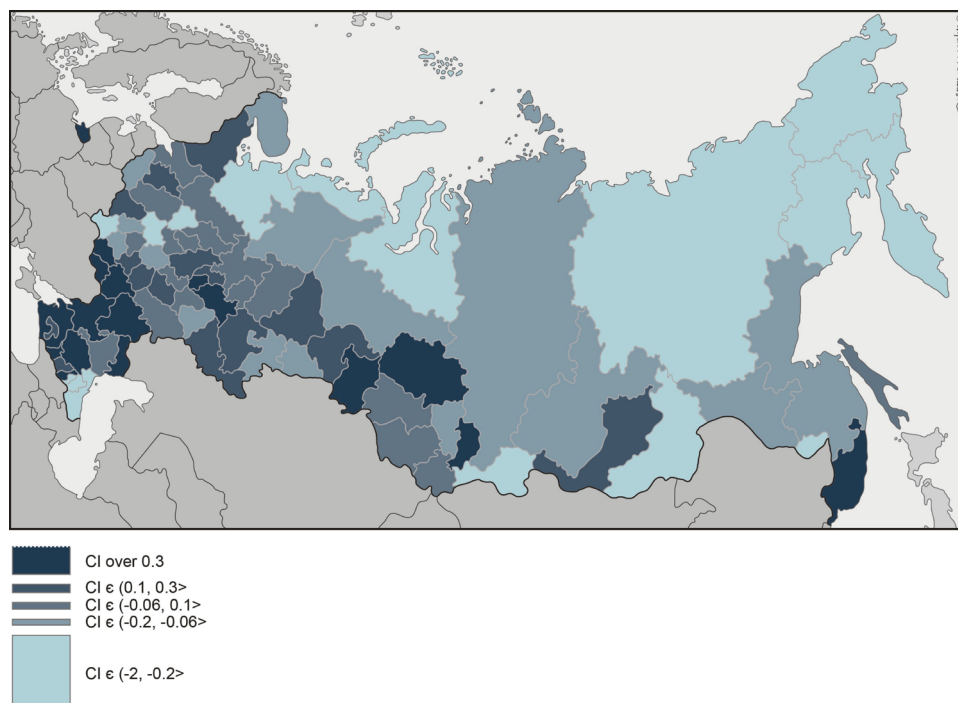 CI over 0.3
CI є (0.1, 0.3>
CI є (-0.06, 0.1>
CI є (-0.2, -0.06>
CI є (-2, -0.2>